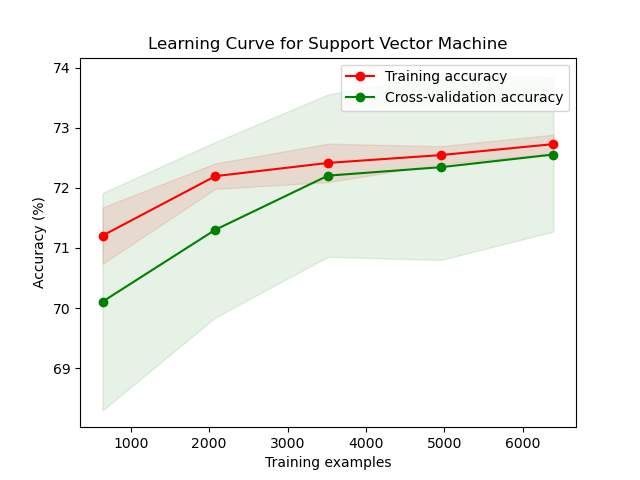 Learning Curve for Support Vector Machine
74
73
72
71
70
69
Accuracy (%)
Training accuracy
Cross-validation accuracy
1000
2000
3000
4000
5000
6000
Training examples